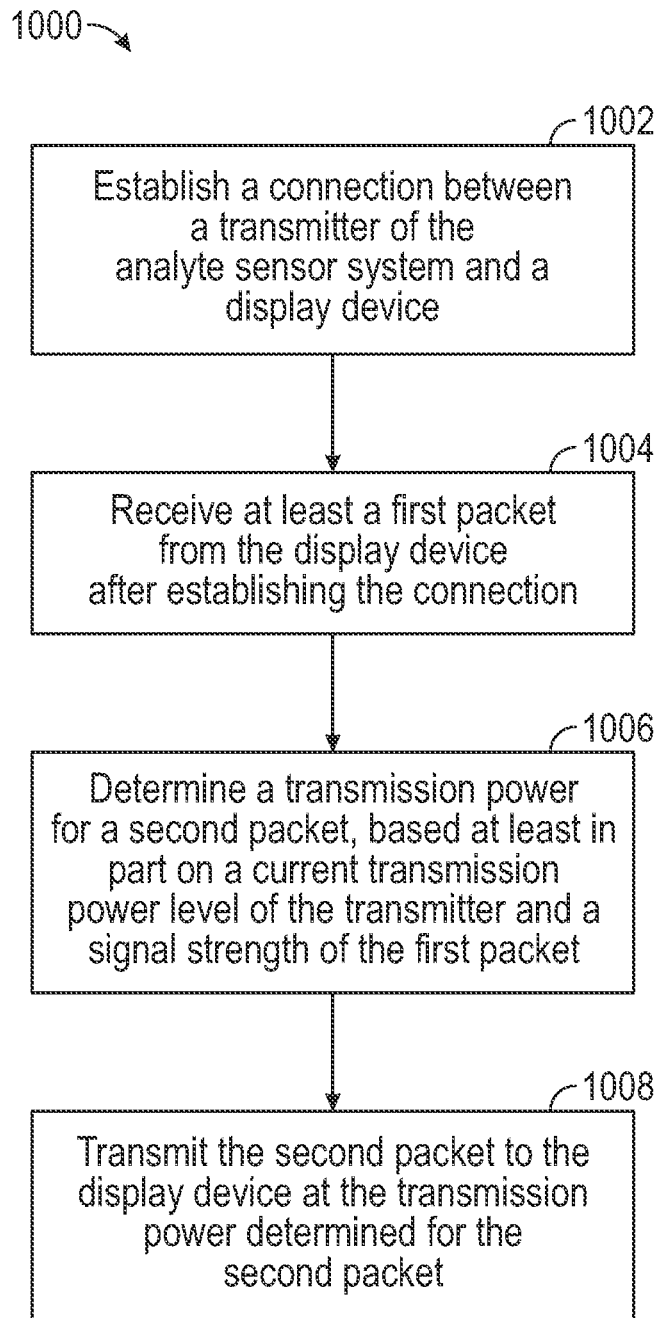 1000
1002
Establish a connection between
a transmitter of the
analyte sensor system and a
display device
1004
Receive at least a first packet
from the display device
after establishing the connection
1006
Determine a transmission power
for a second packet, based at least in
part on a current transmission
power level of the transmitter and a
signal strength of the first packet
1008
Transmit the second packet to the
display device at the transmission
power determined for the
second packet